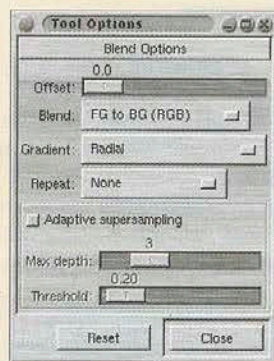 Tool Options
Blend Options
0.0
Offset:
Blend: FG to BG (RGB)
Gradient: Radial
Repeat: None
Adaptive supersampling
3
Max depth:
0.20
Threshold:
Reset Close